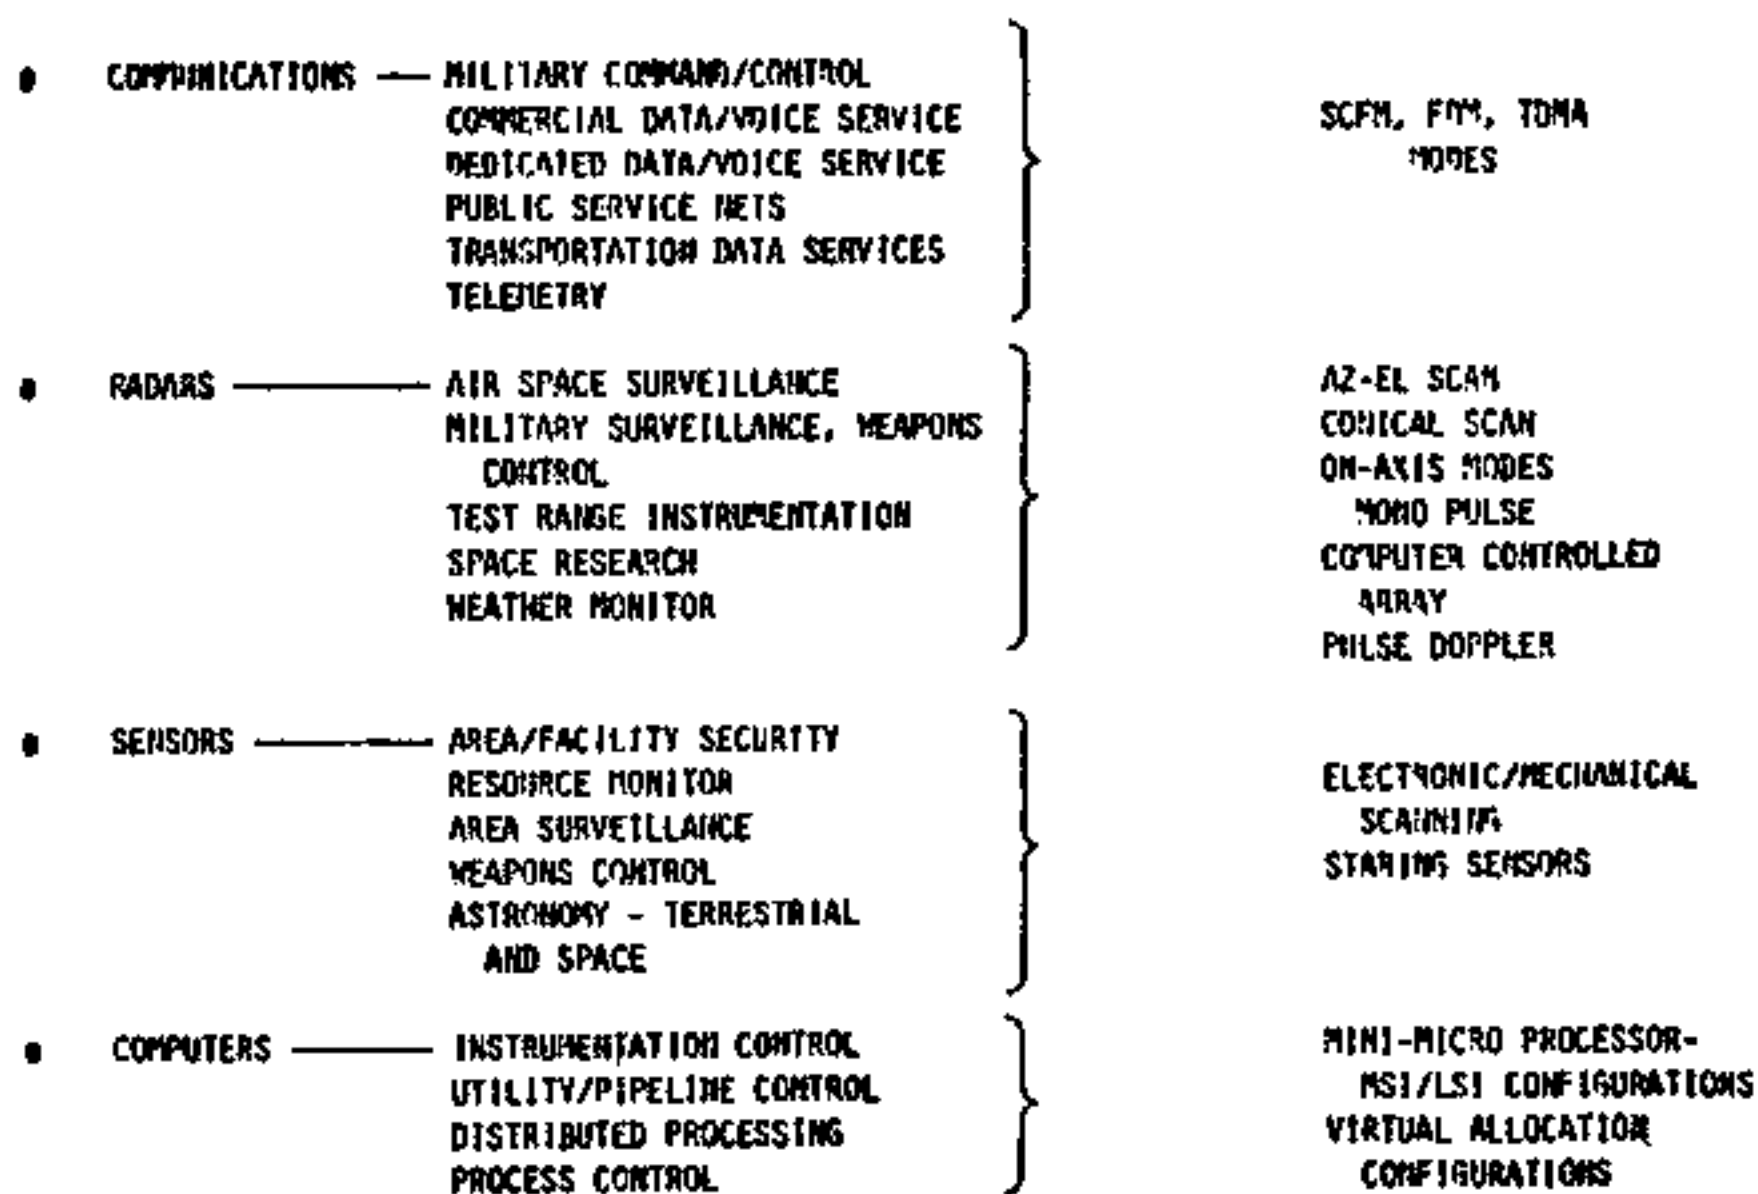 • COMMUNICATIONS — MILITARY COMMAND/CONTROL
COMMERCIAL DATA/VOICE SERVICE
DEDICATED DATA/VOICE SERVICE
PUBLIC SERVICE NETS
TRANSPORTATION DATA SERVICES
TELEMETRY
SCFM, FDM, TDMA
MODES
• RADARS — AIR SPACE SURVEILLANCE
MILITARY SURVEILLANCE, WEAPONS
CONTROL
TEST RANGE INSTRUMENTATION
SPACE RESEARCH
WEATHER MONITOR
AZ-EL SCAN
CONICAL SCAN
ON-AXIS MODES
MONO PULSE
COMPUTER CONTROLLED
ARRAY
PULSE DOPPLER
• SENSORS — AREA/FACILITY SECURITY
RESOURCE MONITOR
AREA SURVEILLANCE
WEAPONS CONTROL
ASTRONOMY - TERRESTRIAL
AND SPACE
ELECTRONIC/MECHANICAL
SCANNING
STARING SENSORS
• COMPUTERS — INSTRUMENTATION CONTROL
UTILITY/PIPELINE CONTROL
DISTRIBUTED PROCESSING
PROCESS CONTROL
MINI-MICRO PROCESSOR-
MSI/LSI CONFIGURATIONS
VIRTUAL ALLOCATION
CONFIGURATIONS